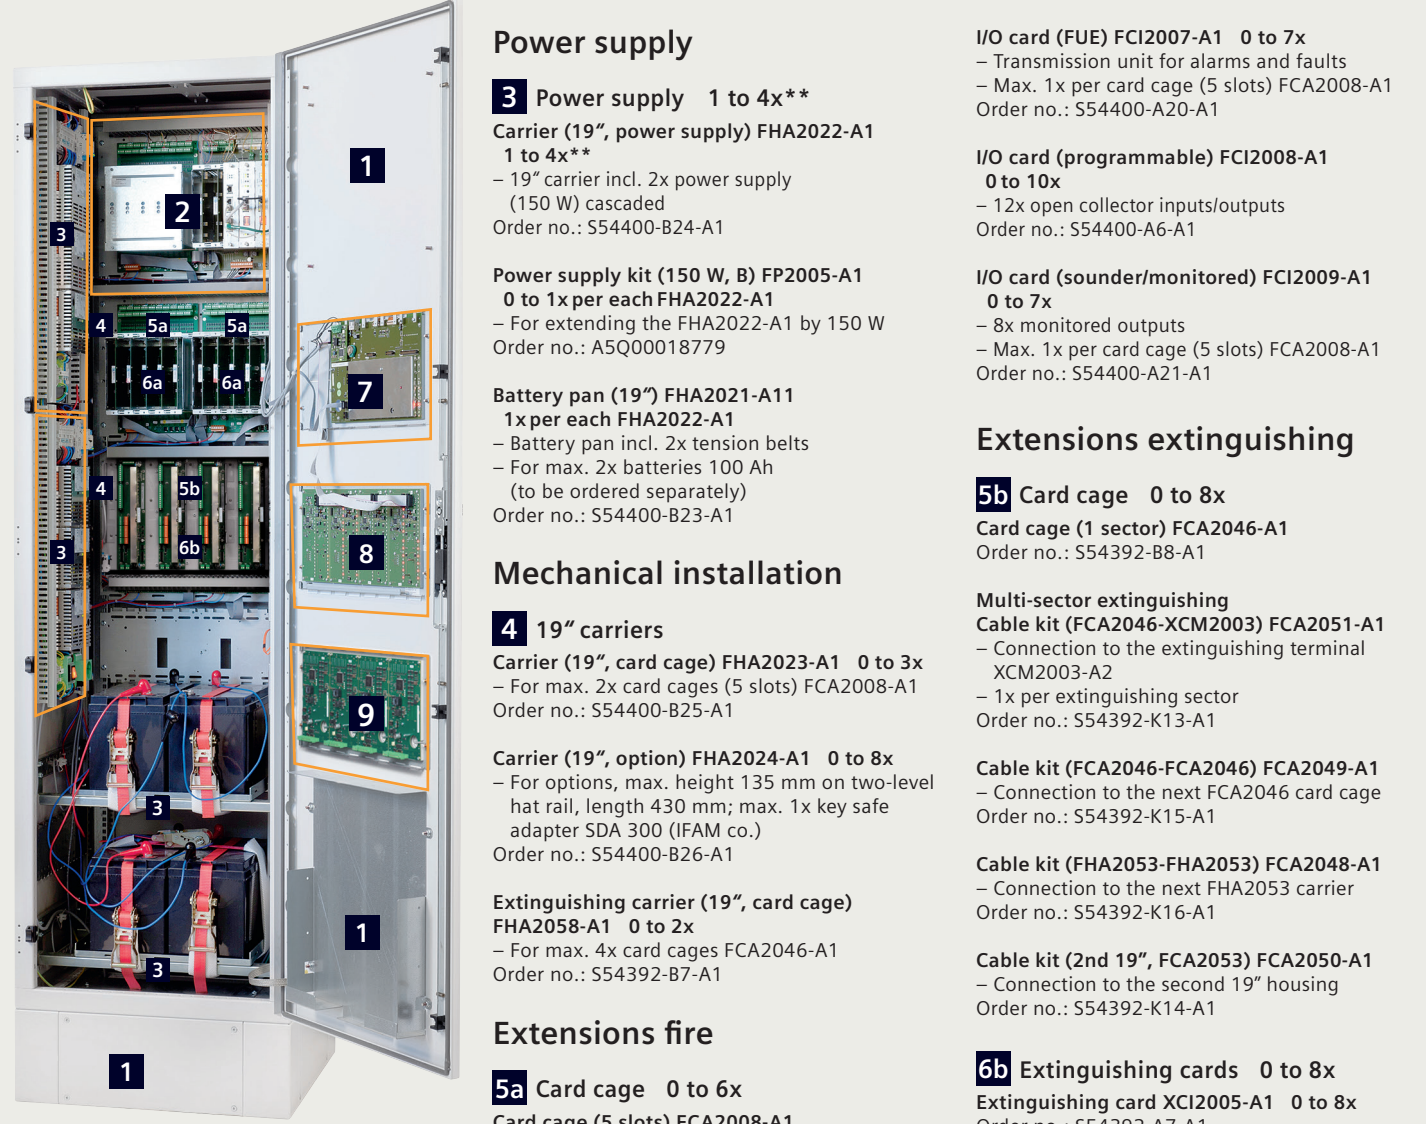 Power supply
3 Power supply 1 to 4x**
Carrier (19″, power supply) FHA2022-A1
1 to 4x**
– 19″ carrier incl. 2x power supply
(150 W) cascaded
Order no.: S54400-B24-A1
Power supply kit (150 W, B) FP2005-A1
0 to 1x per each FHA2022-A1
– For extending the FHA2022-A1 by 150 W
Order no.: A5Q00018779
Battery pan (19″) FHA2021-A11
1x per each FHA2022-A1
– Battery pan incl. 2x tension belts
– For max. 2x batteries 100 Ah
(to be ordered separately)
Order no.: S54400-B23-A1
Mechanical installation
4 19″ carriers
Carrier (19″, card cage) FHA2023-A1 0 to 3x
– For max. 2x card cages (5 slots) FCA2008-A1
Order no.: S54400-B25-A1
Carrier (19″, option) FHA2024-A1 0 to 8x
– For options, max. height 135 mm on two-level
hat rail, length 430 mm; max. 1x key safe
adapter SDA 300 (IFAM co.)
Order no.: S54400-B26-A1
Extinguishing carrier (19″, card cage)
FHA2058-A1 0 to 2x
– For max. 4x card cages FCA2046-A1
Order no.: S54392-B7-A1
Extensions fire
5a Card cage 0 to 6x
Card cage (5 slots) FCA2008-A1
I/O card (FUE) FCI2007-A1 0 to 7x
– Transmission unit for alarms and faults
– Max. 1x per card cage (5 slots) FCA2008-A1
Order no.: S54400-A20-A1
I/O card (programmable) FCI2008-A1
0 to 10x
– 12x open collector inputs/outputs
Order no.: S54400-A6-A1
I/O card (sounder/monitored) FCI2009-A1
0 to 7x
– 8x monitored outputs
– Max. 1x per card cage (5 slots) FCA2008-A1
Order no.: S54400-A21-A1
Extensions extinguishing
5b Card cage 0 to 8x
Card cage (1 sector) FCA2046-A1
Order no.: S54392-B8-A1
Multi-sector extinguishing
Cable kit (FCA2046-XCM2003) FCA2051-A1
– Connection to the extinguishing terminal
XCM2003-A2
– 1x per extinguishing sector
Order no.: S54392-K13-A1
Cable kit (FCA2046-FCA2046) FCA2049-A1
– Connection to the next FCA2046 card cage
Order no.: S54392-K15-A1
Cable kit (FHA2053-FHA2053) FCA2048-A1
– Connection to the next FHA2053 carrier
Order no.: S54392-K16-A1
Cable kit (2nd 19″, FCA2053) FCA2050-A1
– Connection to the second 19″ housing
Order no.: S54392-K14-A1
6b Extinguishing cards 0 to 8x
Extinguishing card XCI2005-A1 0 to 8x
Order no.: S54392-A7-A1
1
2
3
4
5a
5a
6a
6a
7
4
5b
8
3
6b
9
3
1
3
1